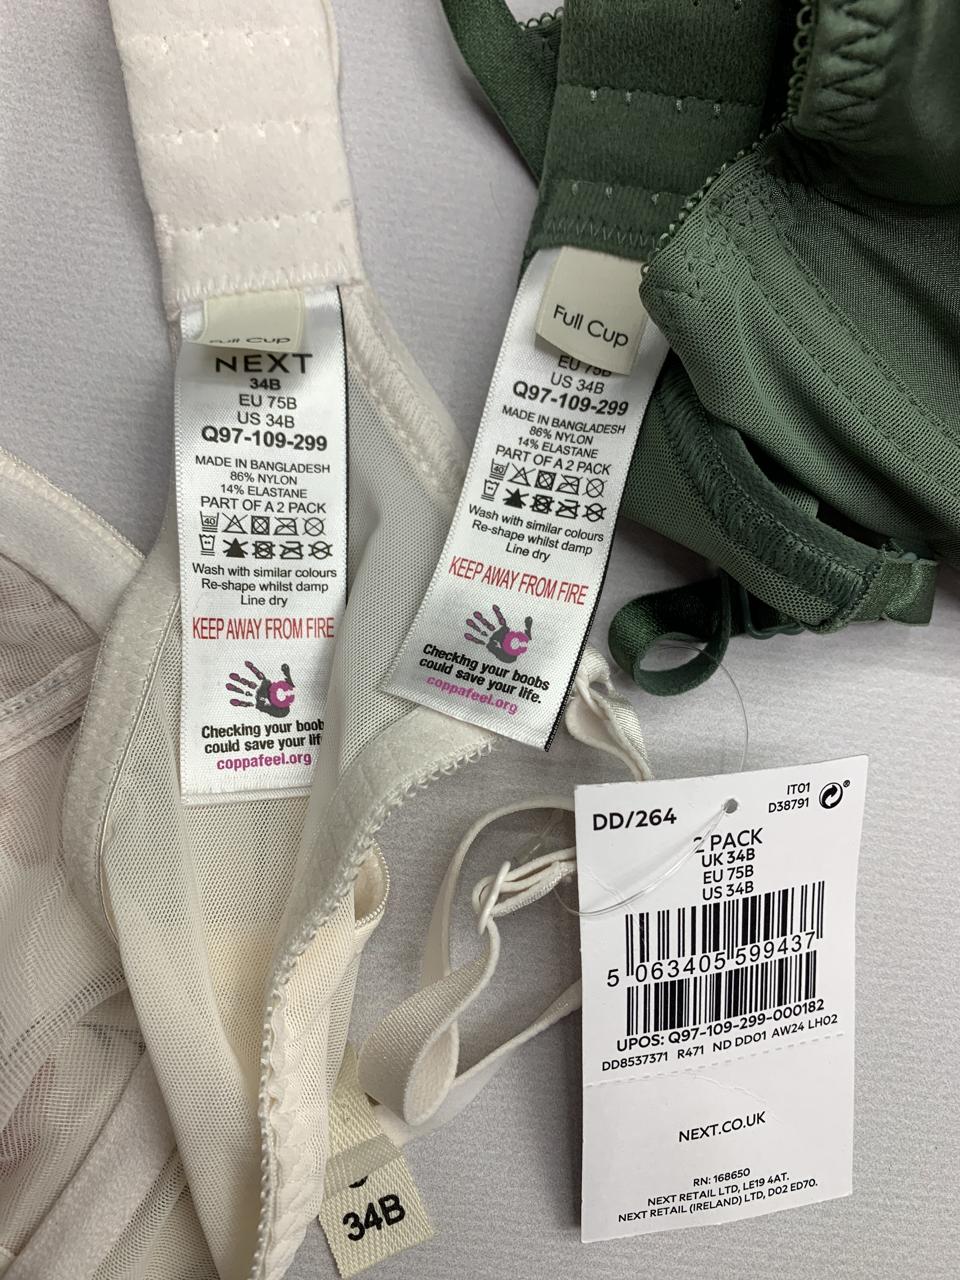 Full Cup
NEXT
34B
EU 75B
US 34B
Q97-109-299
MADE IN BANGLADESH
86% NYLON
14% ELASTANE
PART OF A 2 PACK
40
Wash with similar colours
Re-shape whilst damp
Line dry
KEEP AWAY FROM FIRE
C
Checking your boob
could save your lif
coppafeel.org
Full Cup
EU 75B
US 34B
Q97-109-299
MADE IN BANGLADESH
86% NYLON
14% ELASTANE
PART OF A 2 PACK
40
Wash with similar colours
Re-shape whilst damp
Line dry
KEEP AWAY FROM FIRE
C
Checking your boobs
could save your life.
coppafeel.org
DD/264
IT01
D38791
®
2 PACK
UK 34B
EU 75B
US 34B
5 063405 599437
UPOS: Q97-109-299-000182
DD8537371 R471 ND DD01 AW24 LH02
NEXT.CO.UK
RN: 168650
NEXT RETAIL LTD, LE19 4AT.
NEXT RETAIL (IRELAND) LTD, D02 ED70.
34B